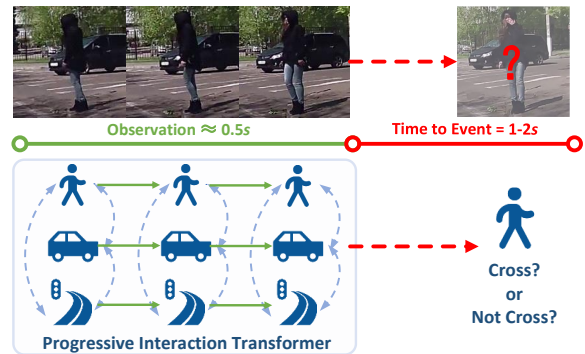 ?
Observation ≈ 0.5s
Time to Event = 1-2s
Cross?
or
Not Cross?
Progressive Interaction Transformer